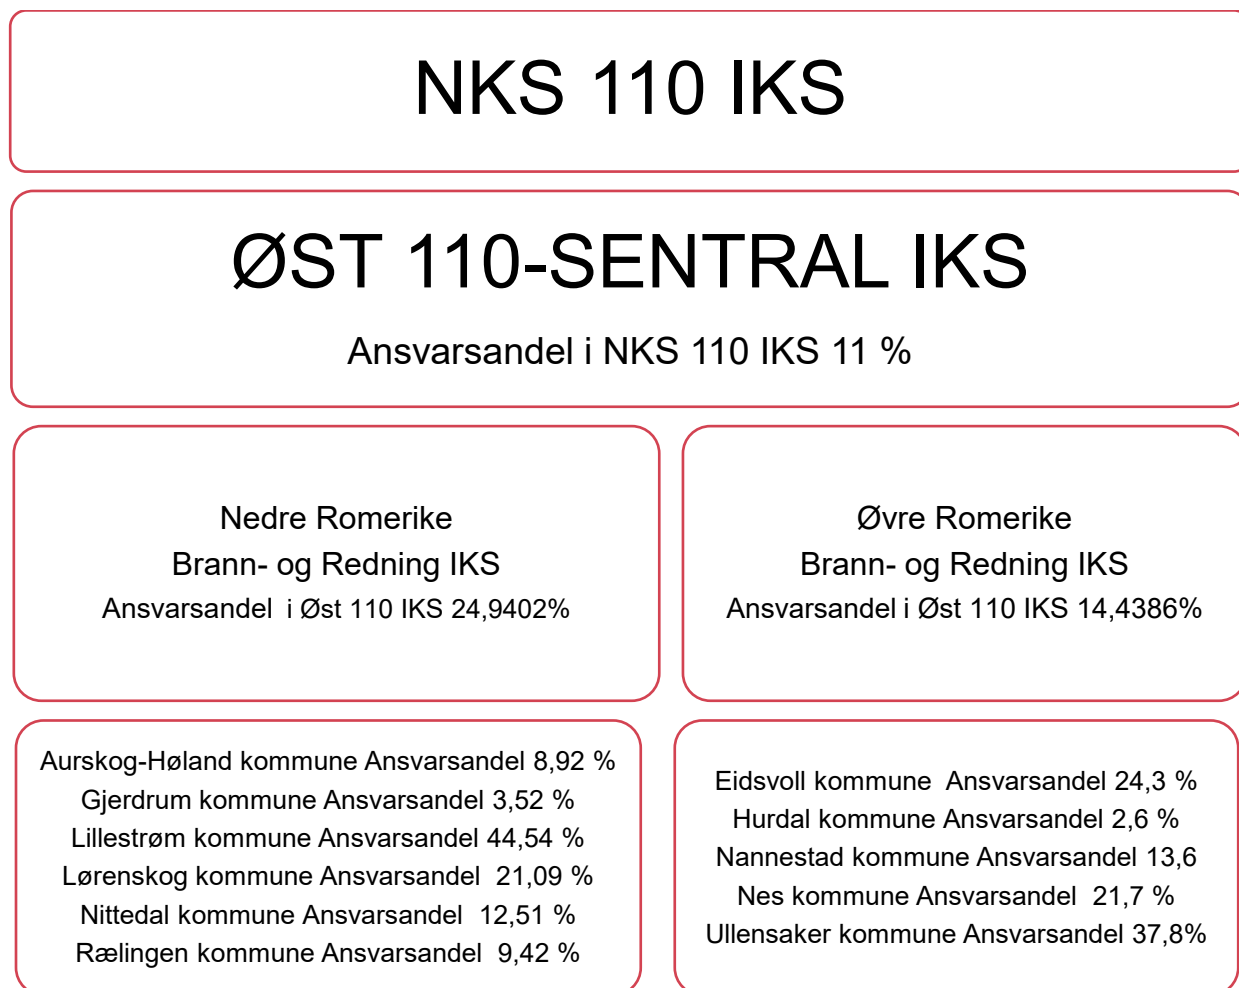 NKS 110 IKS
ØST 110-SENTRAL IKS
Ansvarsandel i NKS 110 IKS 11 %
Nedre Romerike
Brann- og Redning IKS
Ansvarsandel i Øst 110 IKS 24,9402%
Øvre Romerike
Brann- og Redning IKS
Ansvarsandel i Øst 110 IKS 14,4386%
Aurskog-Høland kommune Ansvarsandel 8,92 %
Gjerdrum kommune Ansvarsandel 3,52 %
Lillestrøm kommune Ansvarsandel 44,54 %
Lørenskog kommune Ansvarsandel 21,09 %
Nittedal kommune Ansvarsandel 12,51 %
Rælingen kommune Ansvarsandel 9,42 %
Eidsvoll kommune Ansvarsandel 24,3 %
Hurdal kommune Ansvarsandel 2,6 %
Nannestad kommune Ansvarsandel 13,6
Nes kommune Ansvarsandel 21,7 %
Ullensaker kommune Ansvarsandel 37,8%